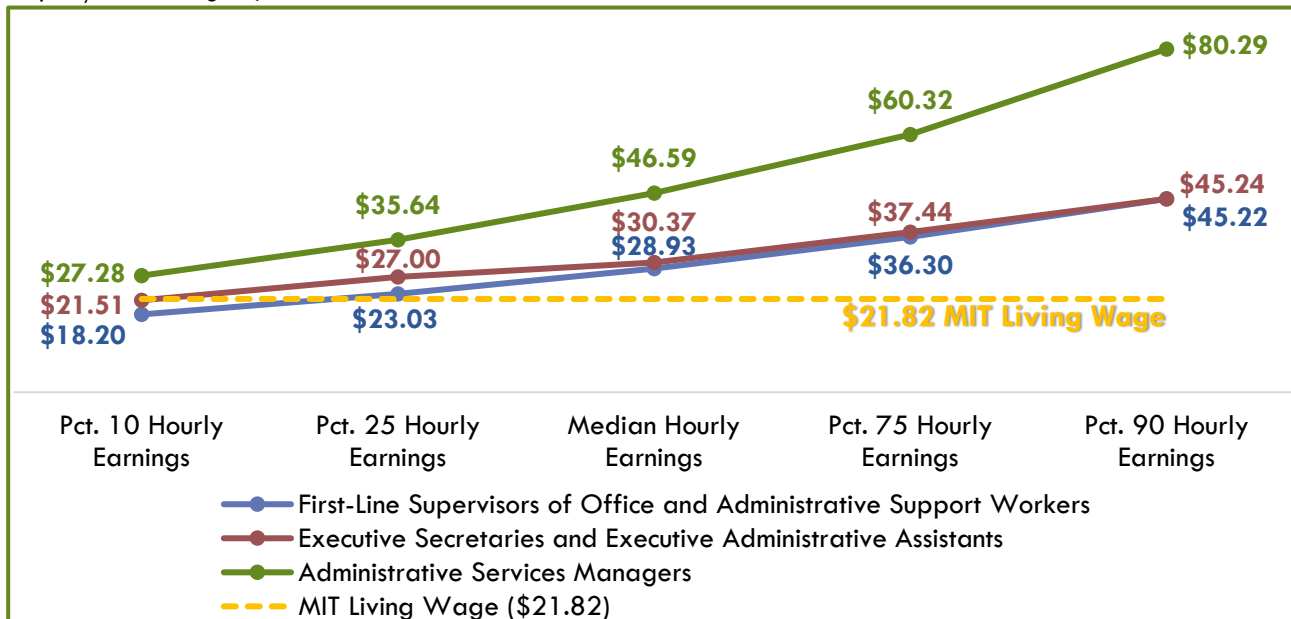 $80.29
$60.32
$46.59
$45.24
$35.64
$30.37
$37.44
$45.22
$28.93
$27.00
$27.28
$36.30
$21.51
$23.03
$21.82 MIT Living Wage
$18.20
Pct. 10 Hourly Earnings
Pct. 25 Hourly Earnings
Median Hourly Earnings
Pct. 75 Hourly Earnings
Pct. 90 Hourly Earnings
First-Line Supervisors of Office and Administrative Support Workers
Executive Secretaries and Executive Administrative Assistants
Administrative Services Managers
MIT Living Wage ($21.82)